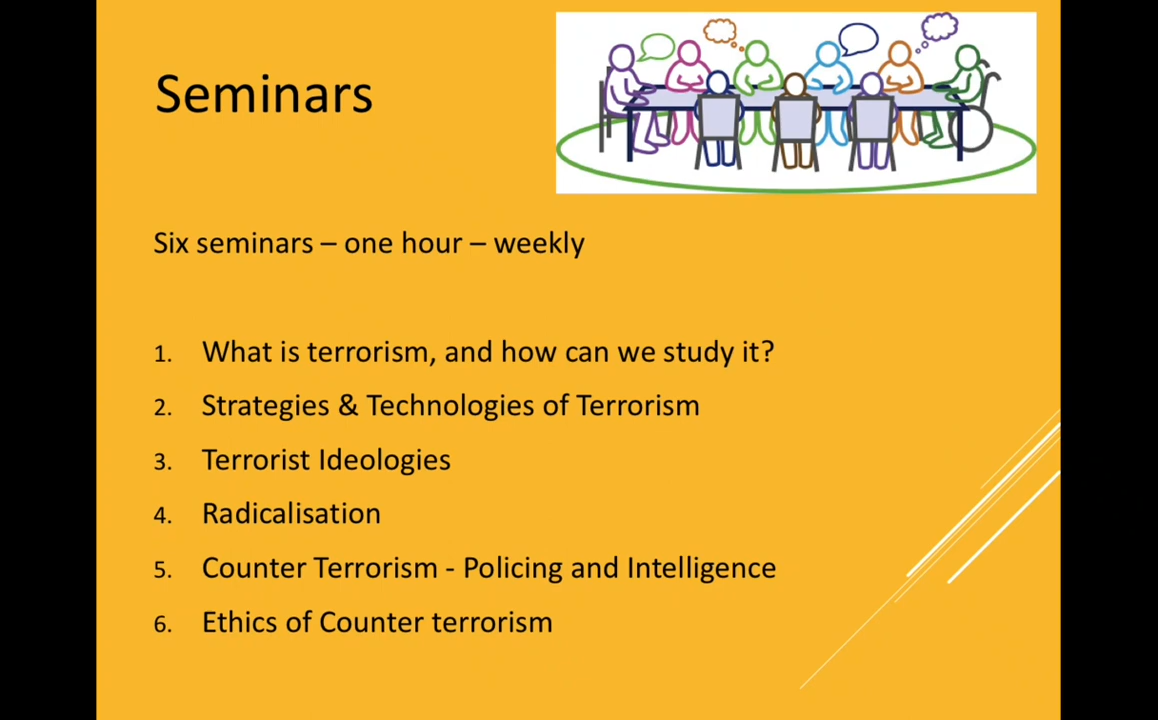 Seminars
Six seminars – one hour – weekly
1. What is terrorism, and how can we study it?
2. Strategies & Technologies of Terrorism
3. Terrorist Ideologies
4. Radicalisation
5. Counter Terrorism - Policing and Intelligence
6. Ethics of Counter terrorism